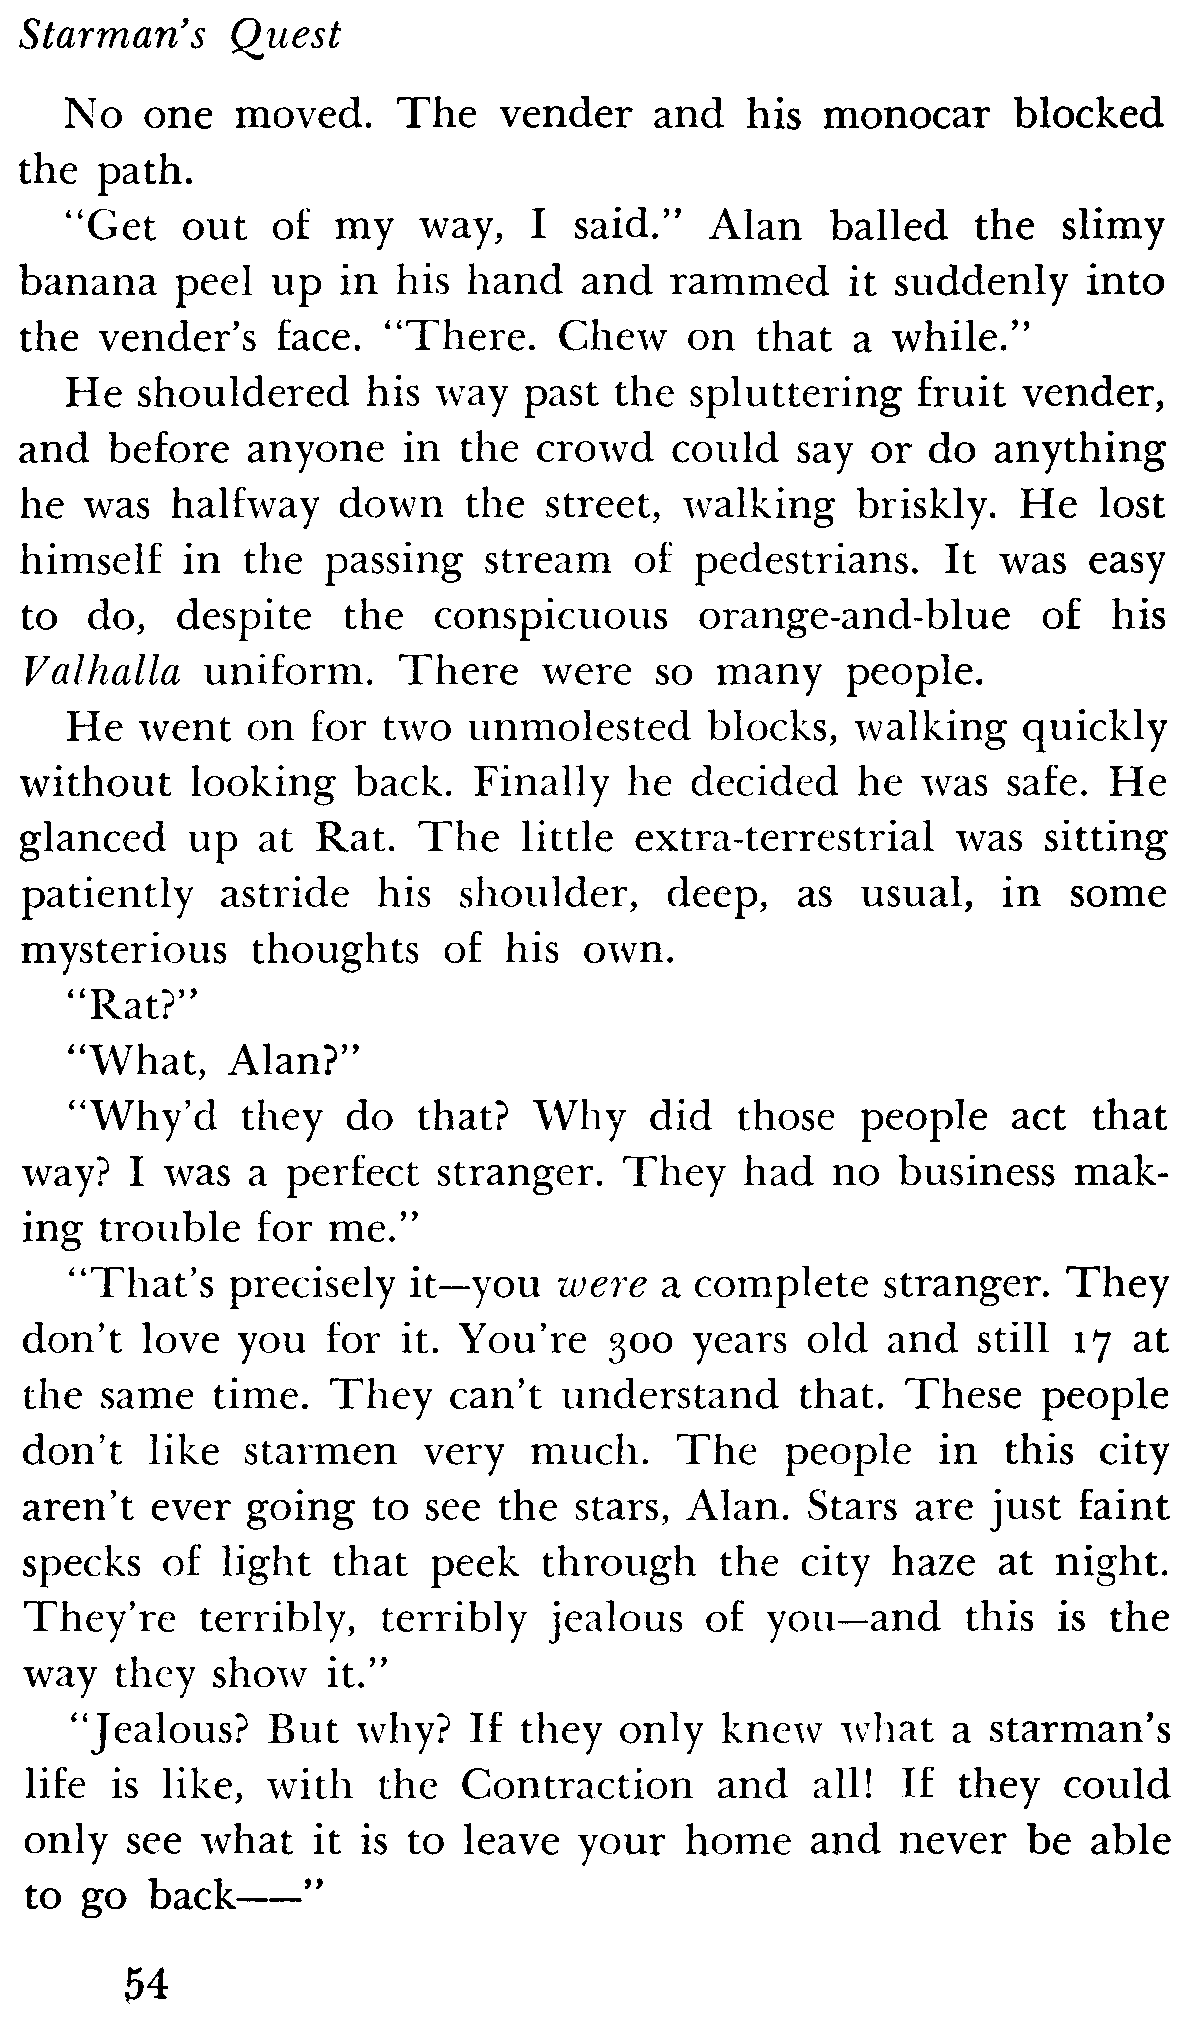 Starman's Quest
No one moved. The vender and his monocar blocked
the path.
"Get out of my way, I said." Alan balled the slimy
banana peel up in his hand and rammed it suddenly into
the vender's face. "There. Chew on that a while."
He shouldered his way past the spluttering fruit vender,
and before anyone in the crowd could say or do anything
he was halfway down the street, walking briskly. He lost
himself in the passing stream of pedestrians. It was easy
to do, despite the conspicuous orange-and-blue of his
Valhalla uniform. There were so many people.
He went on for two unmolested blocks, walking quickly
without looking back. Finally he decided he was safe. He
glanced up at Rat. The little extra-terrestrial was sitting
patiently astride his shoulder, deep, as usual, in some
mysterious thoughts of his own.
"Rat?"
"What, Alan?"
"Why'd they do that? Why did those people act that
way? I was a perfect stranger. They had no business mak-
ing trouble for me."
"That's precisely it—you were a complete stranger. They
don't love you for it. You're 300 years old and still 17 at
the same time. They can't understand that. These people
don't like starmen very much. The people in this city
aren't ever going to see the stars, Alan. Stars are just faint
specks of light that peek through the city haze at night.
They're terribly, terribly jealous of you—and this is the
way they show it."
"Jealous? But why? If they only knew what a starman's
life is like, with the Contraction and all! If they could
only see what it is to leave your home and never be able
to go back——"
54